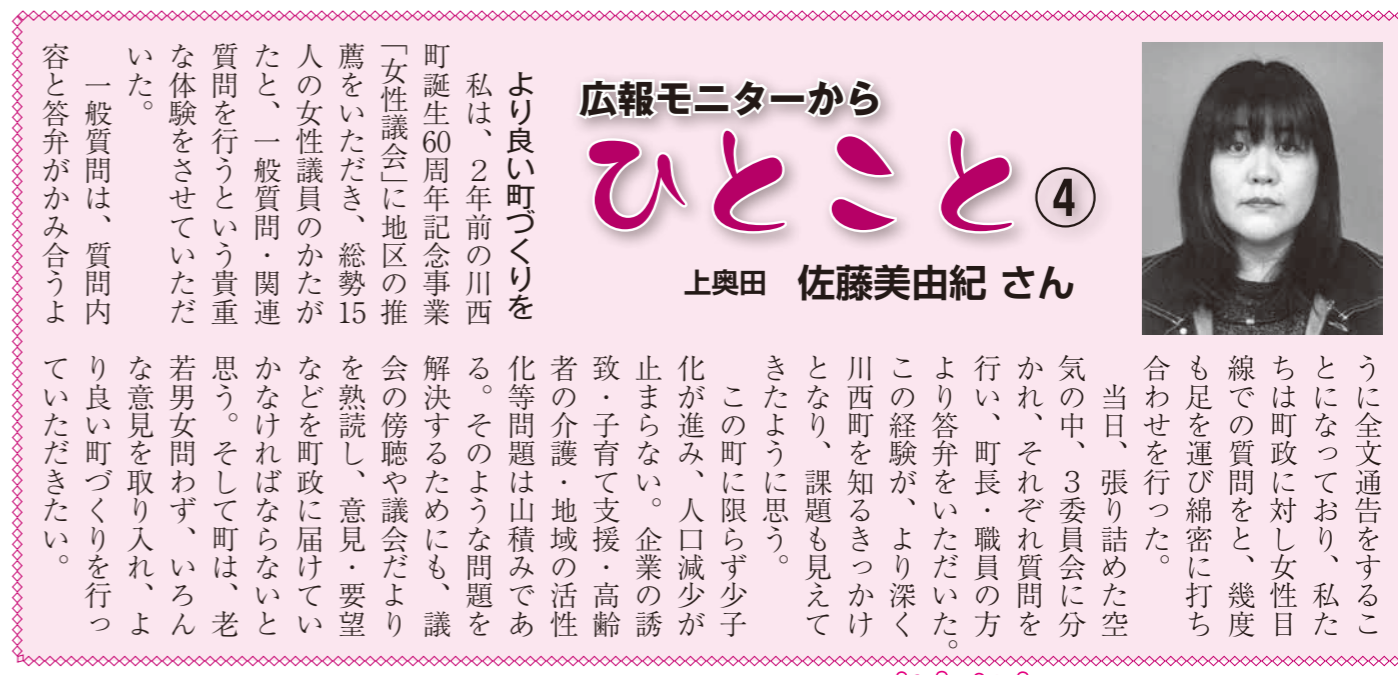 広報モニターから
ひとこと④
上奥田 佐藤美由紀 さん
より良い町づくりを
私は、２年前の川西
町誕生60周年記念事業
「女性議会」に地区の推
薦をいただき、総勢15
人の女性議員のかたが
たと、一般質問・関連
質問を行うという貴重
な体験をさせていただ
いた。
一般質問は、質問内
容と答弁がかみ合うよ
うに全文通告をするこ
とになっており、私た
ちは町政に対し女性目
線での質問をと、幾度
も足を運び綿密に打ち
合わせを行った。
当日、張り詰めた空
気の中、３委員会に分
かれ、それぞれ質問を
行い、町長・職員の方
より答弁をいただいた。
この経験が、より深く
川西町を知るきっかけ
となり、課題も見えて
きたように思う。
この町に限らず少子
化が進み、人口減少が
止まらない。企業の誘
致・子育て支援・高齢
者の介護・地域の活性
化等問題は山積みであ
る。そのような問題を
解決するためにも、議
会の傍聴や議会だより
を熟読し、意見・要望
などを町政に届けてい
かなければならないと
思う。そして町は、老
若男女問わず、いろん
な意見を取り入れ、よ
り良い町づくりを行っ
ていただきたい。